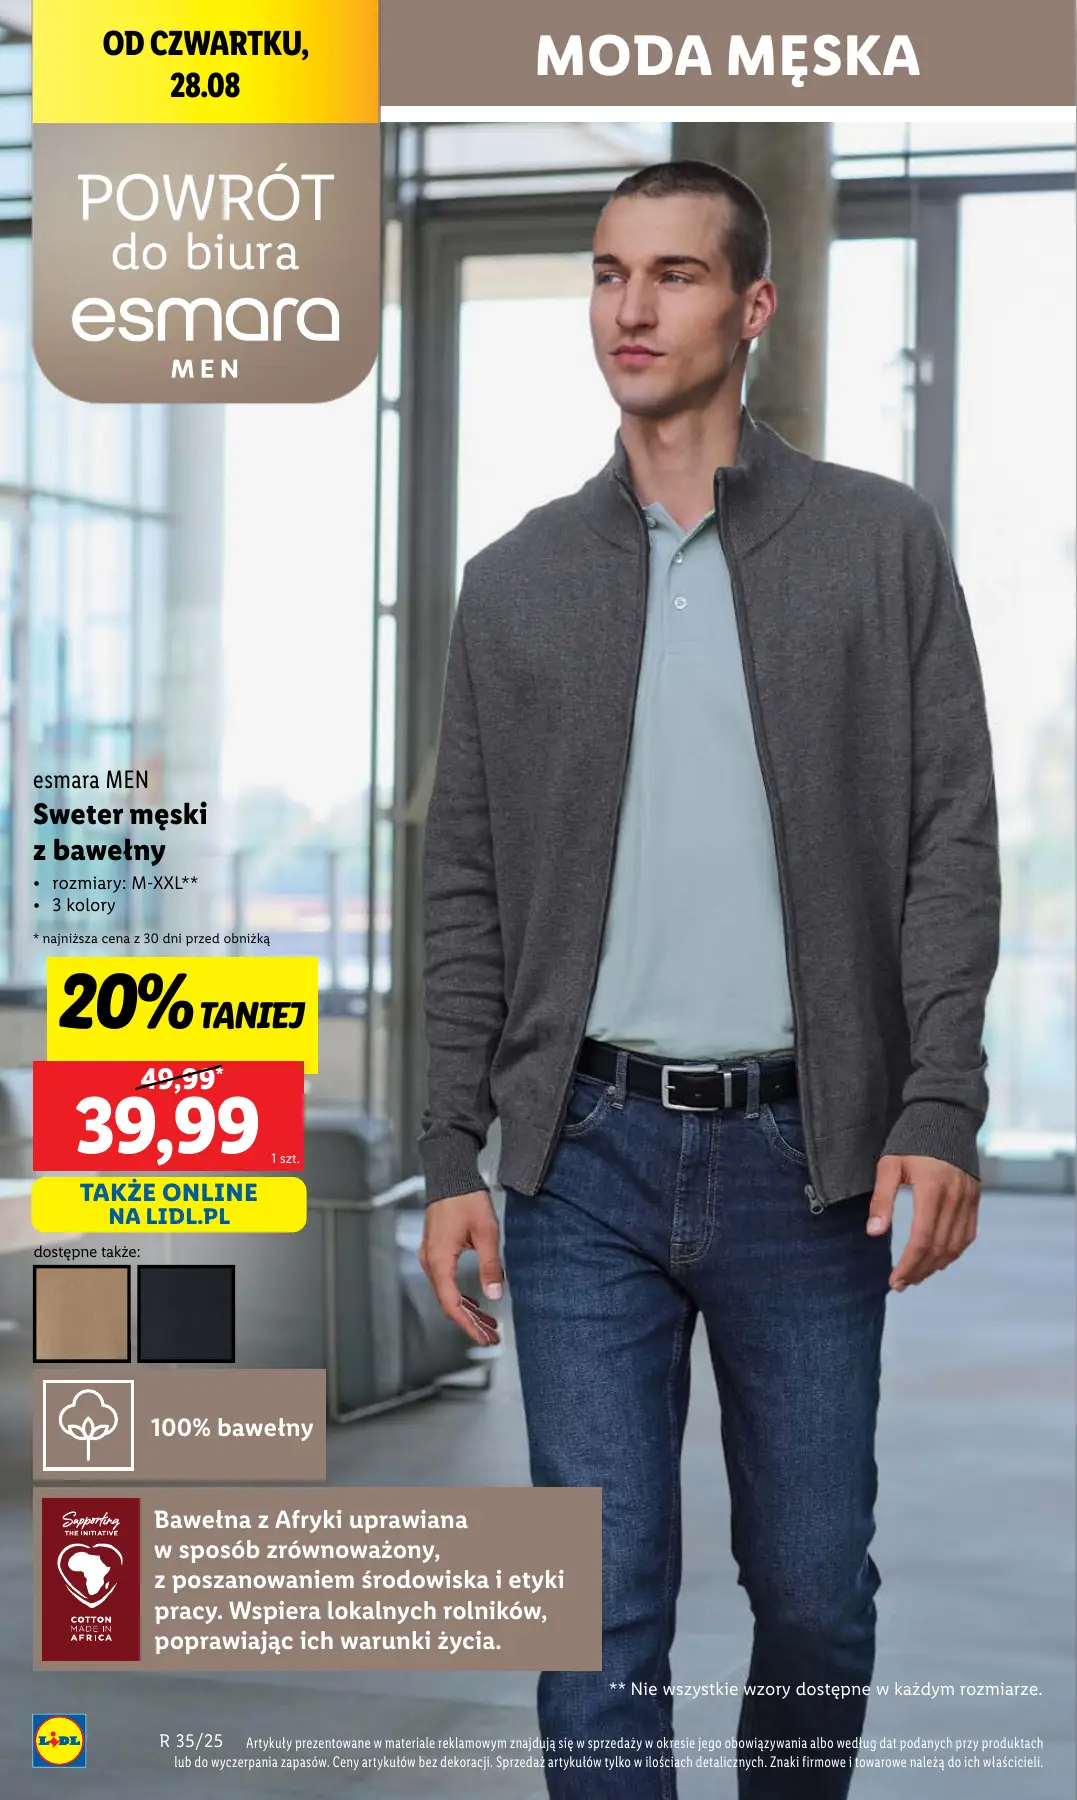 OD CZWARTKU,
28.08
MODA MĘSKA
POWRÓT
do biura
esmara
MEN
esmara MEN
Sweter męski
z bawełny
• rozmiary: M-XXL**
• 3 kolory
* najniższa cena z 30 dni przed obniżką
20% TANIEJ
49,99*
39,99
1 szt.
TAKŻE ONLINE
NA LIDL.PL
dostępne także:
100% bawełny
Supporting
THE INITIATIVE
COTTON
MADE IN
AFRICA
Bawełna z Afryki uprawiana
w sposób zrównoważony,
z poszanowaniem środowiska i etyki
pracy. Wspiera lokalnych rolników,
poprawiając ich warunki życia.
** Nie wszystkie wzory dostępne w każdym rozmiarze.
LIDL
R 35/25 Artykuły prezentowane w materiale reklamowym znajdują się w sprzedaży w okresie jego obowiązywania albo według dat podanych przy produktach
lub do wyczerpania zapasów. Ceny artykułów bez dekoracji. Sprzedaż artykułów tylko w ilościach detalicznych. Znaki firmowe i towarowe należą do ich właścicieli.